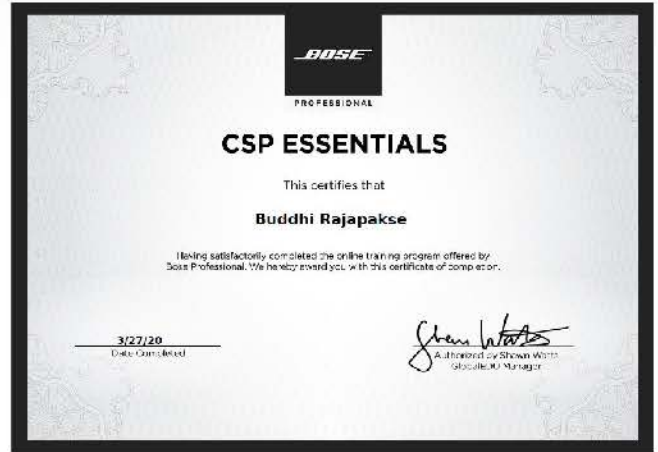 BOSE
PROFESSIONAL
CSP ESSENTIALS
This certifies that
Buddhi Rajapakse
Having satisfactorily completed the online training program offered by
Bose Professional. We hereby award you with this certificate of completion.
3/27/20
Date Completed
Authorized by Shawn Watts
Manager